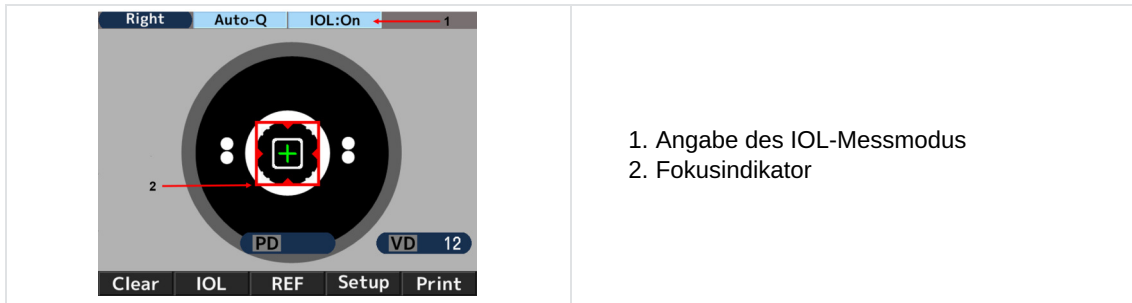 Right Auto-Q IOL:On 1
2
PD VD 12
Clear IOL REF Setup Print
1. Angabe des IOL-Messmodus
2. Fokusindikator